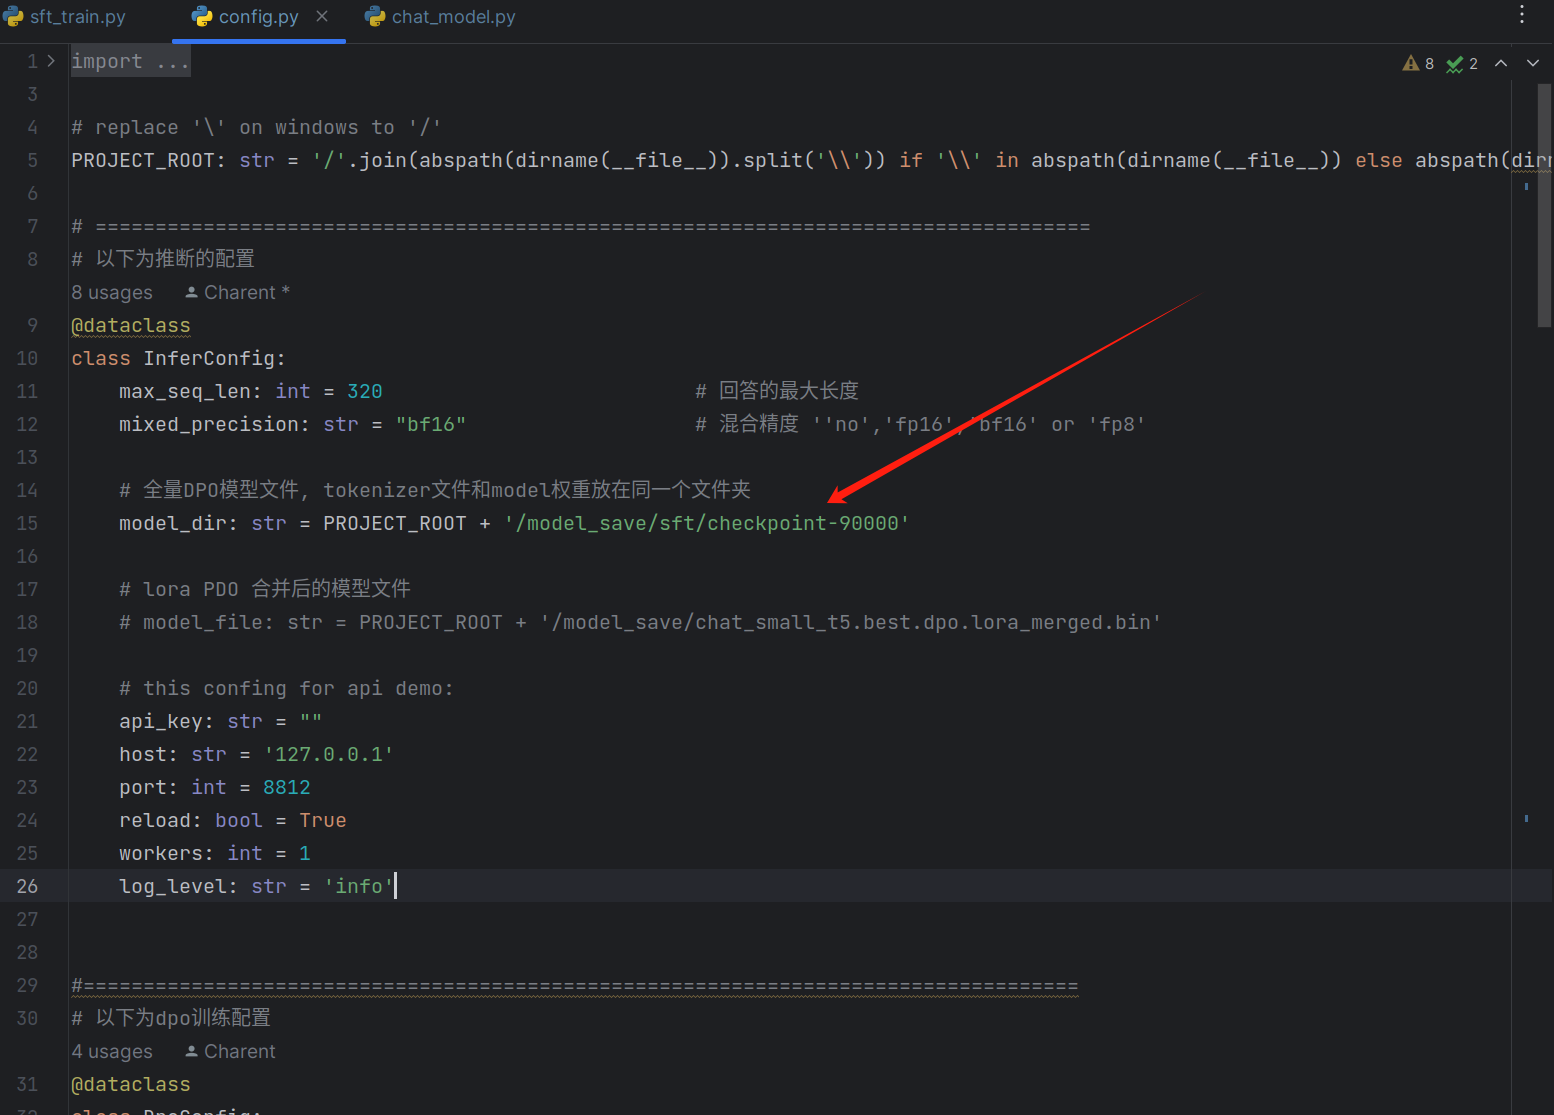 sft_train.py config.py chat_model.py
1 import ... 8 2
3
4 # replace '\' on windows to '/'
5 PROJECT_ROOT: str = '/'.join(abspath(dirname(__file__)).split('\\')) if '\\' in abspath(dirname(__file__)) else abspath(dirn
6
7 # ===================================================================================
8 # 以下为推断的配置
8 usages Charent *
9 @dataclass
10 class InferConfig:
11 max_seq_len: int = 320 # 回答的最大长度
12 mixed_precision: str = "bf16" # 混合精度 ''no','fp16','bf16' or 'fp8'
13
14 # 全量DPO模型文件, tokenizer文件和model权重放在同一个文件夹
15 model_dir: str = PROJECT_ROOT + '/model_save/sft/checkpoint-90000'
16
17 # lora PDO 合并后的模型文件
18 # model_file: str = PROJECT_ROOT + '/model_save/chat_small_t5.best.dpo.lora_merged.bin'
19
20 # this confing for api demo:
21 api_key: str = ""
22 host: str = '127.0.0.1'
23 port: int = 8812
24 reload: bool = True
25 workers: int = 1
26 log_level: str = 'info'
27
28
29 #===================================================================================
30 # 以下为dpo训练配置
4 usages Charent
31 @dataclass
32 class DpoConfig: